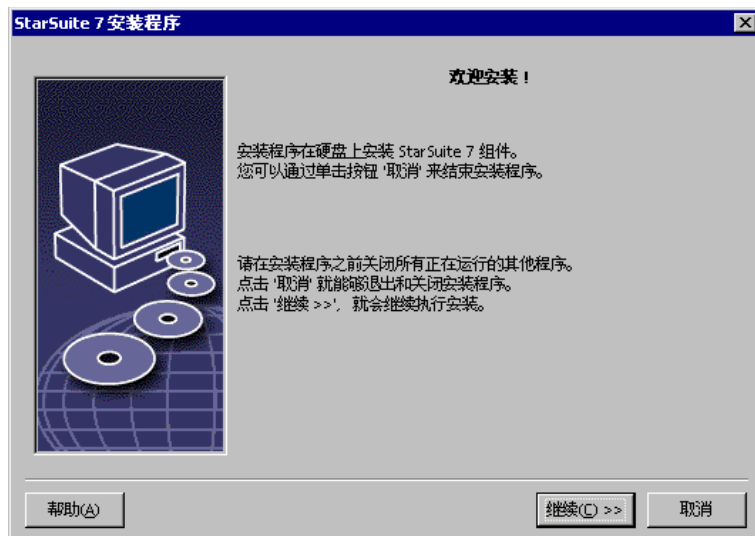 StarSuite 7 安装程序
欢迎安装！
安装程序在硬盘上安装 StarSuite 7 组件。
您可以通过单击按钮 '取消' 来结束安装程序。
请在安装程序之前关闭所有正在运行的其他程序。
点击 '取消' 就能够退出和关闭安装程序。
点击 '继续 >>'，就会继续执行安装。
帮助(A)
继续(C) >>
取消